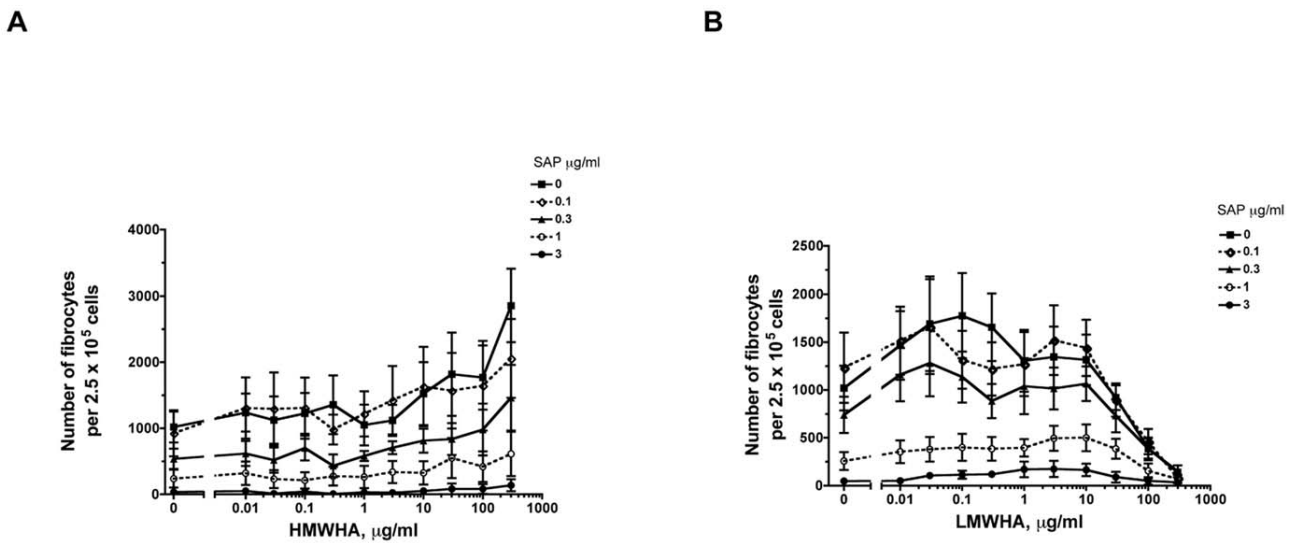 A
B
SAP μg/ml
0
0.1
0.3
1
3
4000
3000
2000
1000
0
Number of fibrocytes
per 2.5 x 10⁵ cells
0 0.01 0.1 1 10 100 1000
HMWHA, μg/ml
SAP μg/ml
0
0.1
0.3
1
3
2500
2000
1500
1000
500
0
Number of fibrocytes
per 2.5 x 10⁵ cells
0 0.01 0.1 1 10 100 1000
LMWHA, μg/ml